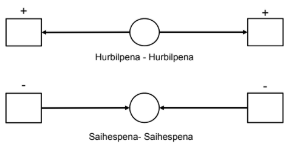 + +
Hurbilpena - Hurbilpena
- -
Saihespena- Saihespena